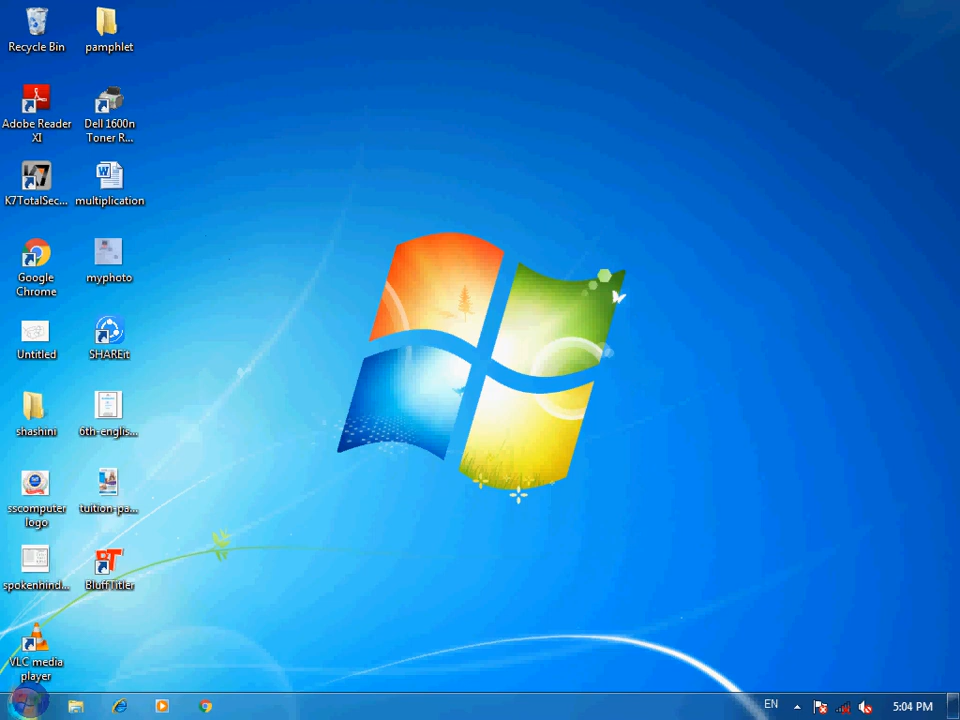 Recycle Bin
pamphlet
Adobe Reader
XI
Dell 1600n
Toner R...
K7TotalSec...
multiplication
Google
Chrome
myphoto
Untitled
SHAREit
shashini
6th-englis...
sscomputer
logo
tuition-pa...
spokenhind...
BluffTitler
VLC media
player
EN
5:04 PM